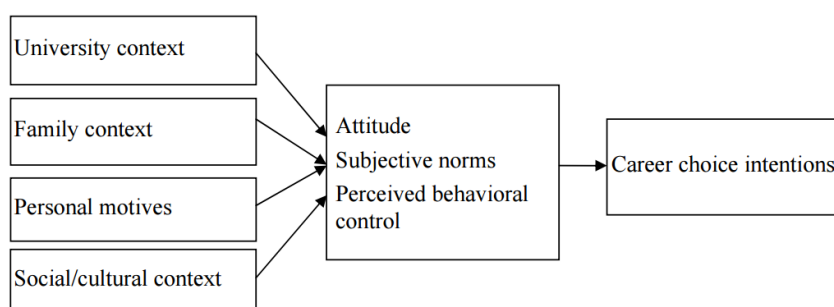 University context
Family context
Personal motives
Social/cultural context
Attitude
Subjective norms
Perceived behavioral
control
Career choice intentions